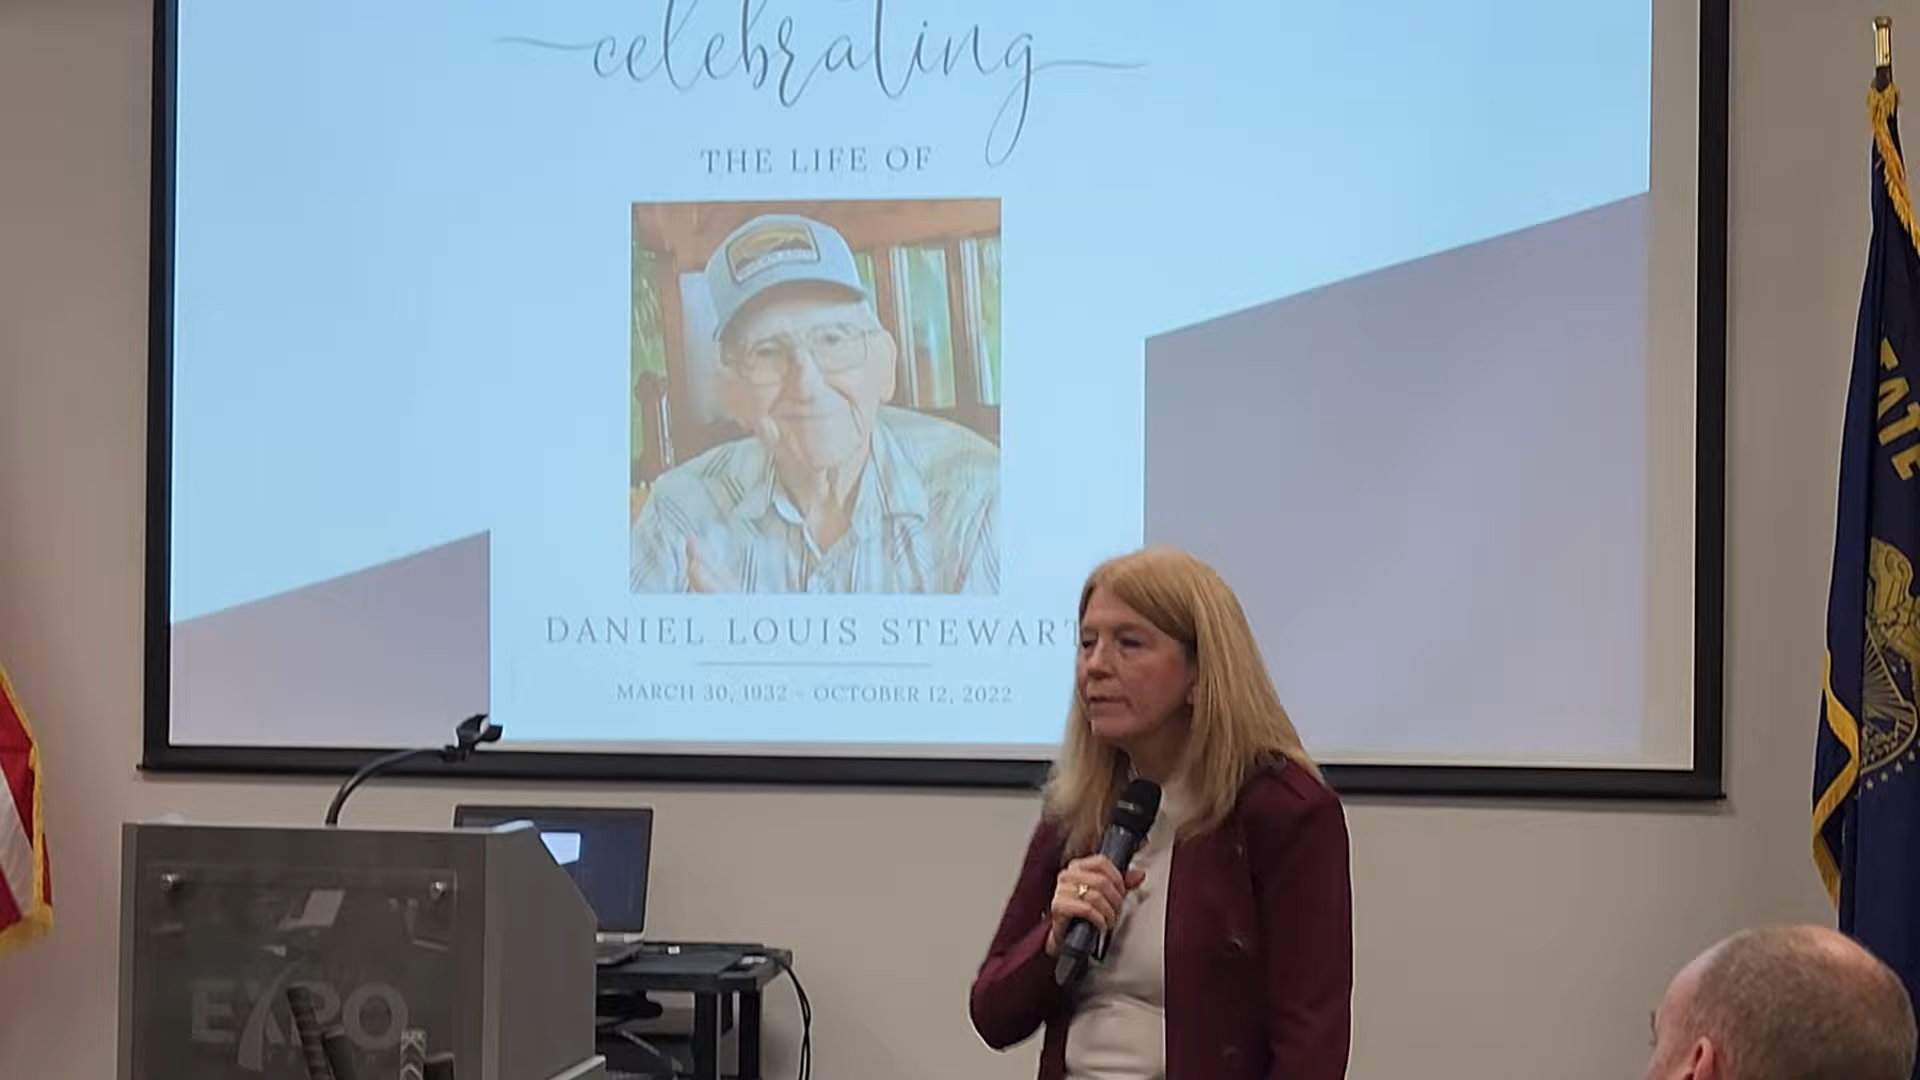 celebrating
THE LIFE OF
DANIEL LOUIS STEWART
MARCH 30, 1932 - OCTOBER 12, 2022
EXPO